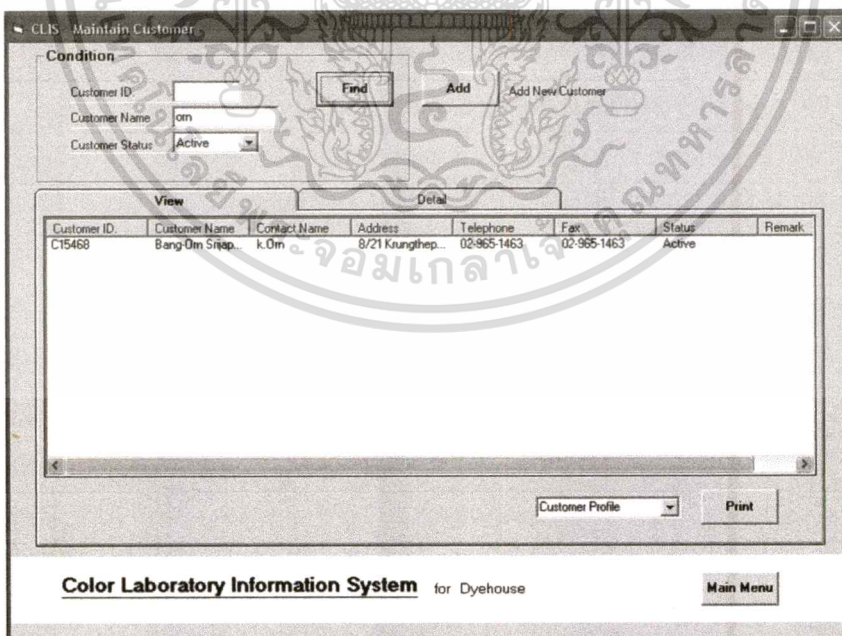 CLIS - Maintain Customer
Condition
Customer ID.
Find
Add
Add New Customer
Customer Name
orn
Customer Status
Active
View
Detail
Customer ID.
Customer Name
Contact Name
Address
Telephone
Fax
Status
Remark
C15468
Bang-Orn Srijap...
k.Orn
8/21 Krungthep...
02-965-1463
02-965-1463
Active
Customer Profile
Print
Color Laboratory Information System for Dyehouse
Main Menu